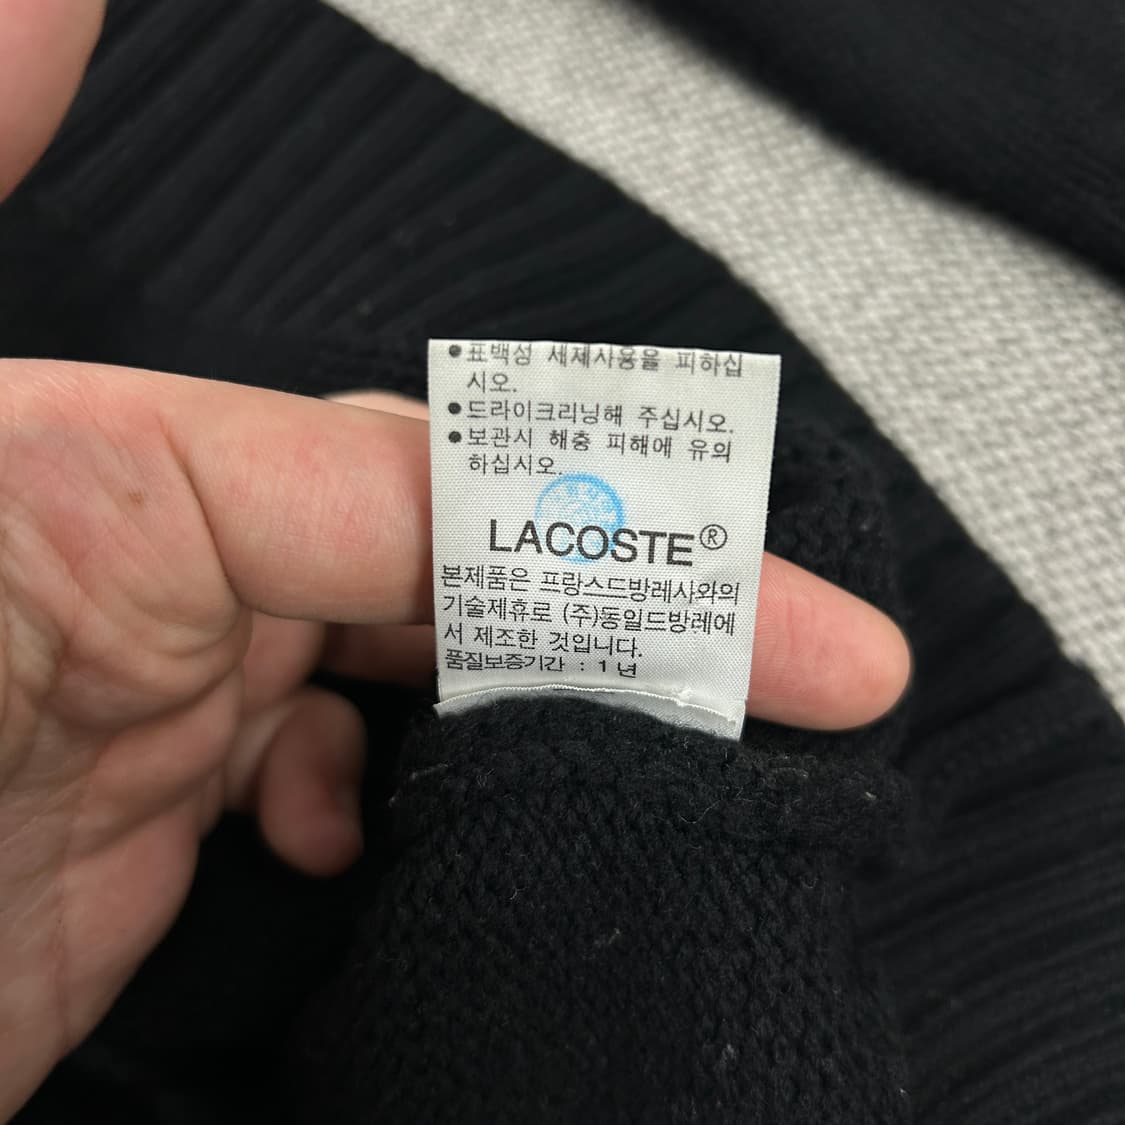 ●표백성 세제사용을 피하십
시오.
●드라이크리닝해 주십시오.
●보관시 해충 피해에 유의
하십시오.
LACOSTE®
본제품은 프랑스드방레사와의
기술제휴로 (주)동일드방레에
서 제조한 것입니다.
품질보증기간 : 1 년